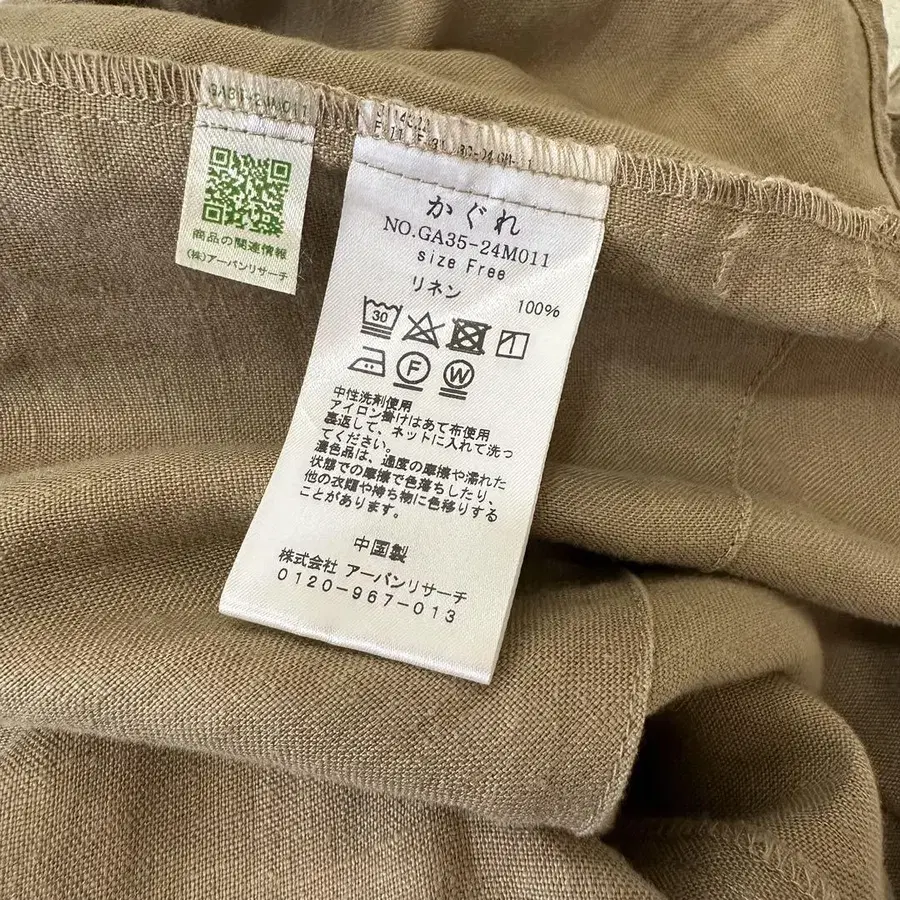 GA35-24M011
商品の関連情報
(株)アーバンリサーチ
かぐれ
NO.GA35-24M011
size Free
リネン 100%
30
F W
中性洗剤使用
アイロン掛けはあて布使用
裏返して、ネットに入れて洗っ
てください。
濃色品は、過度の摩擦や濡れた
状態での摩擦で色落ちしたり、
他の衣類や持ち物に色移りする
ことがあります。
中国製
株式会社 アーバンリサーチ
0120-967-013